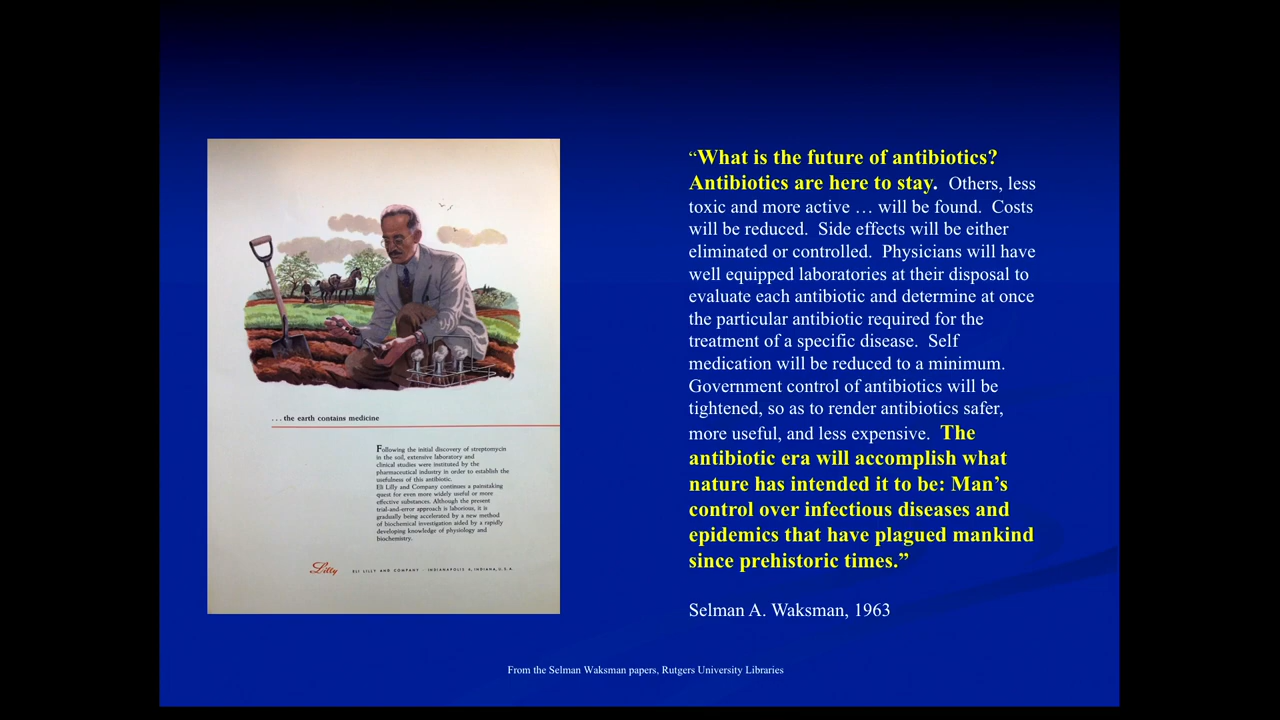 . . . the earth contains medicine
Following the initial discovery of streptomycin
in the soil, extensive laboratory and
clinical studies were instituted by the
pharmaceutical industry in order to establish the
usefulness of this antibiotic.
Eli Lilly and Company continues a painstaking
quest for even more widely useful or more
effective substances. Although the present
trial-and-error approach is laborious, it is
gradually being accelerated by a new method
of biochemical investigation aided by a rapidly
developing knowledge of physiology and
biochemistry.
Lilly
ELI LILLY AND COMPANY · INDIANAPOLIS 6, INDIANA, U.S.A.
“What is the future of antibiotics?
Antibiotics are here to stay. Others, less
toxic and more active … will be found. Costs
will be reduced. Side effects will be either
eliminated or controlled. Physicians will have
well equipped laboratories at their disposal to
evaluate each antibiotic and determine at once
the particular antibiotic required for the
treatment of a specific disease. Self
medication will be reduced to a minimum.
Government control of antibiotics will be
tightened, so as to render antibiotics safer,
more useful, and less expensive. The
antibiotic era will accomplish what
nature has intended it to be: Man’s
control over infectious diseases and
epidemics that have plagued mankind
since prehistoric times.”
Selman A. Waksman, 1963
From the Selman Waksman papers, Rutgers University Libraries